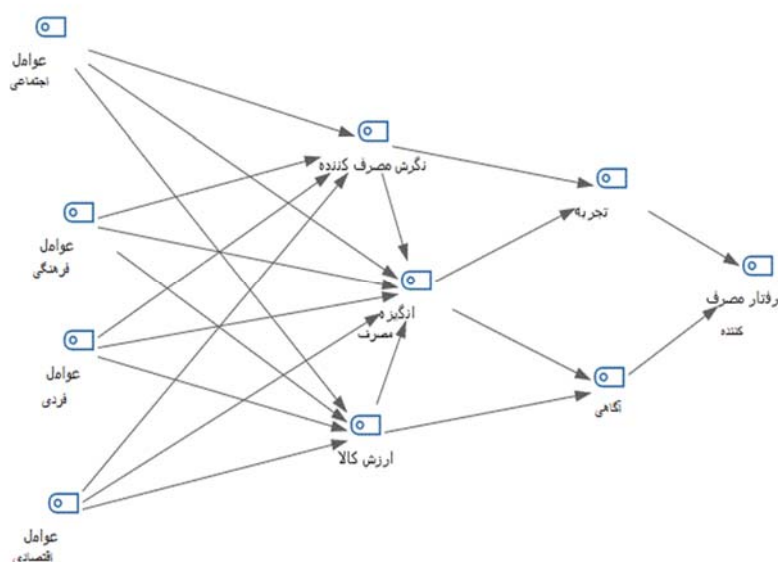 عوامل
اجتماعی
نگرش مصرف کننده
تجربه
عوامل
فرهنگی
رفتار مصرف
کننده
انگیزه
مصرف
عوامل
فردی
آگاهی
ارزش کالا
عوامل
اقتصادی